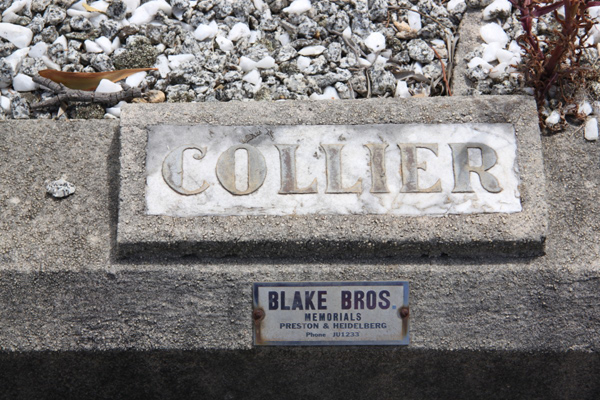 COLLIER
BLAKE BROS.
MEMORIALS
PRESTON & HEIDELBERG
Phone JU1233